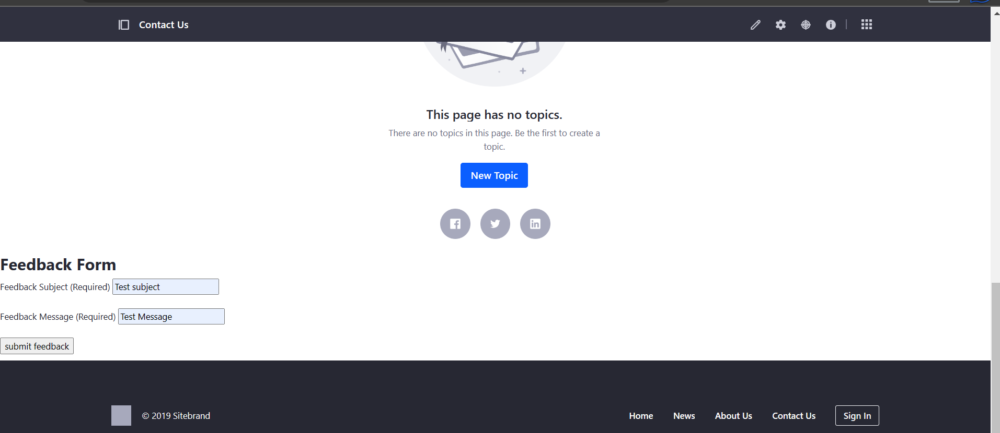 Contact Us
This page has no topics.
There are no topics in this page. Be the first to create a
topic.
New Topic
Feedback Form
Feedback Subject (Required) Test subject
Feedback Message (Required) Test Message
submit feedback
© 2019 Sitebrand
Home News About Us Contact Us Sign In